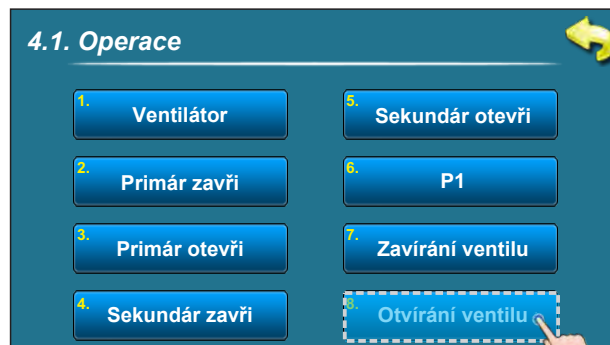 4.1. Operace
1. Ventilátor
2. Primár zavři
3. Primár otevři
4. Sekundár zavři
5. Sekundár otevři
6. P1
7. Zavírání ventilu
8. Otvírání ventilu